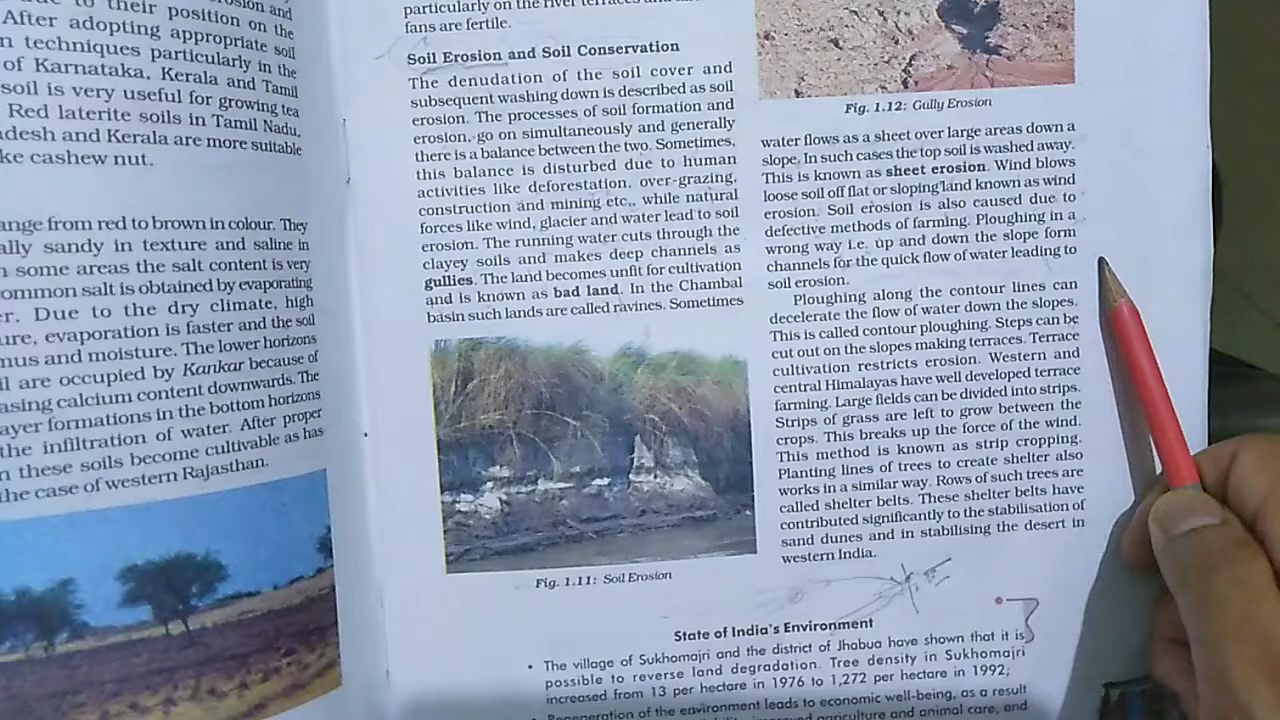 their position on the
After adopting appropriate soil
techniques particularly in the
of Karnataka, Kerala and Tamil
soil is very useful for growing tea
Red laterite soils in Tamil Nadu,
and Kerala are more suitable
cashew nut.
from red to brown in colour. They
sandy in texture and saline in
some areas the salt content is very
salt is obtained by evaporating
Due to the dry climate, high
evaporation is faster and the soil
and moisture. The lower horizons
are occupied by Kankar because of
calcium content downwards. The
formations in the bottom horizons
the infiltration of water. After proper
these soils become cultivable as has
the case of western Rajasthan.
particularly on the river terraces and
fans are fertile.
Soil Erosion and Soil Conservation
The denudation of the soil cover and
subsequent washing down is described as soil
erosion. The processes of soil formation and
erosion, go on simultaneously and generally
there is a balance between the two. Sometimes,
this balance is disturbed due to human
activities like deforestation, over-grazing,
construction and mining etc., while natural
forces like wind, glacier and water lead to soil
erosion. The running water cuts through the
clayey soils and makes deep channels as
gullies. The land becomes unfit for cultivation
and is known as bad land. In the Chambal
basin such lands are called ravines. Sometimes
Fig. 1.11: Soil Erosion
Fig. 1.12: Gully Erosion
water flows as a sheet over large areas down a
slope. In such cases the top soil is washed away.
This is known as sheet erosion. Wind blows
loose soil off flat or sloping land known as wind
erosion. Soil erosion is also caused due to
defective methods of farming. Ploughing in a
wrong way i.e. up and down the slope form
channels for the quick flow of water leading to
soil erosion.
Ploughing along the contour lines can
decelerate the flow of water down the slopes.
This is called contour ploughing. Steps can be
cut out on the slopes making terraces. Terrace
cultivation restricts erosion. Western and
central Himalayas have well developed terrace
farming. Large fields can be divided into strips.
Strips of grass are left to grow between the
crops. This breaks up the force of the wind.
This method is known as strip cropping.
Planting lines of trees to create shelter also
works in a similar way. Rows of such trees are
called shelter belts. These shelter belts have
contributed significantly to the stabilisation of
sand dunes and in stabilising the desert in
western India.
State of India's Environment
• The village of Sukhomajri and the district of Jhabua have shown that it is
possible to reverse land degradation. Tree density in Sukhomajri
increased from 13 per hectare in 1976 to 1,272 per hectare in 1992;
• Regeneration of the environment leads to economic well-being, as a result
agriculture and animal care, and